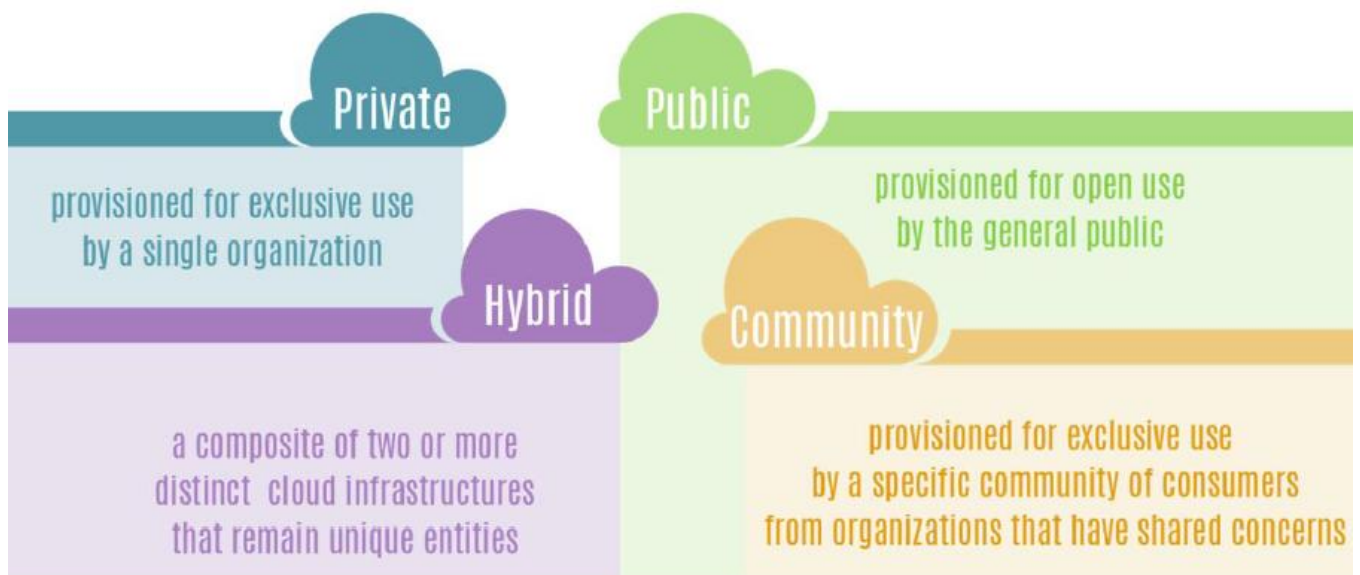 Private
provisioned for exclusive use
by a single organization
Public
provisioned for open use
by the general public
Hybrid
a composite of two or more
distinct cloud infrastructures
that remain unique entities
Community
provisioned for exclusive use
by a specific community of consumers
from organizations that have shared concerns